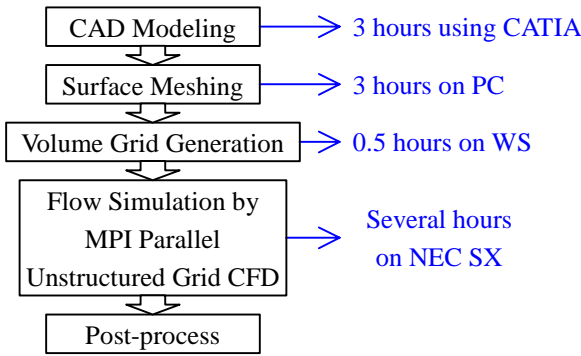 CAD Modeling
3 hours using CATIA
Surface Meshing
3 hours on PC
Volume Grid Generation
0.5 hours on WS
Flow Simulation by
MPI Parallel
Unstructured Grid CFD
Several hours
on NEC SX
Post-process